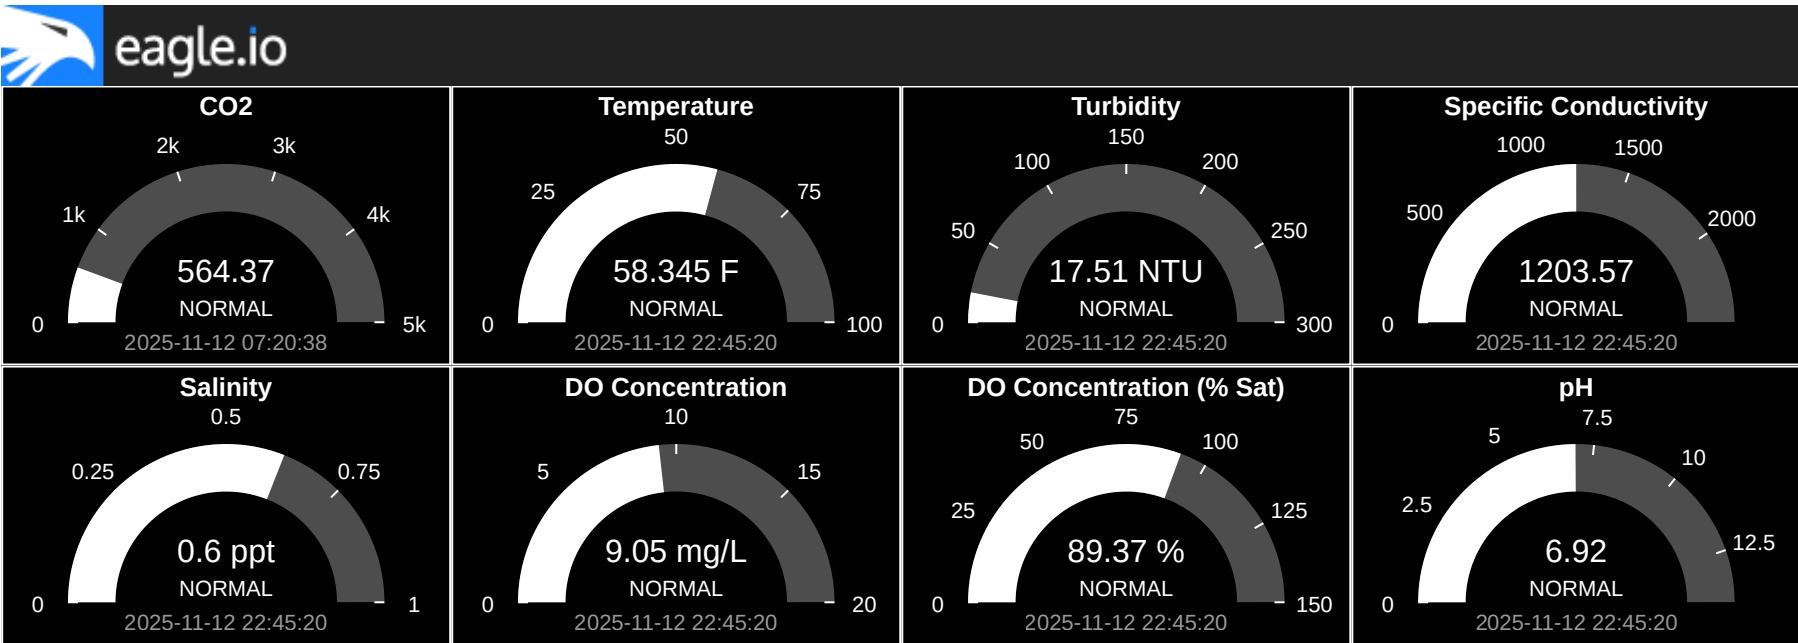 eagle.io
CO2
0
1k
2k
3k
4k
5k
564.37
NORMAL
2025-11-12 07:20:38
Temperature
0
25
50
75
100
58.345 F
NORMAL
2025-11-12 22:45:20
Turbidity
0
50
100
150
200
250
300
17.51 NTU
NORMAL
2025-11-12 22:45:20
Specific Conductivity
0
500
1000
1500
2000
1203.57
NORMAL
2025-11-12 22:45:20
Salinity
0
0.25
0.5
0.75
1
0.6 ppt
NORMAL
2025-11-12 22:45:20
DO Concentration
0
5
10
15
20
9.05 mg/L
NORMAL
2025-11-12 22:45:20
DO Concentration (% Sat)
0
25
50
75
100
125
150
89.37 %
NORMAL
2025-11-12 22:45:20
pH
0
2.5
5
7.5
10
12.5
6.92
NORMAL
2025-11-12 22:45:20